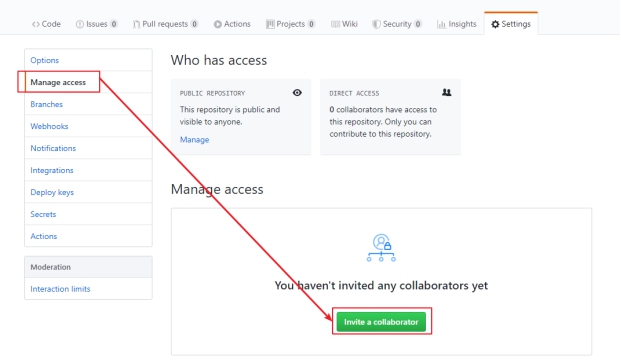 Code Issues 0 Pull requests 0 Actions Projects 0 Wiki Security 0 Insights Settings
Options
Manage access
Branches
Webhooks
Notifications
Integrations
Deploy keys
Secrets
Actions
Moderation
Interaction limits
Who has access
PUBLIC REPOSITORY
This repository is public and
visible to anyone.
Manage
DIRECT ACCESS
0 collaborators have access to
this repository. Only you can
contribute to this repository.
Manage access
You haven't invited any collaborators yet
Invite a collaborator